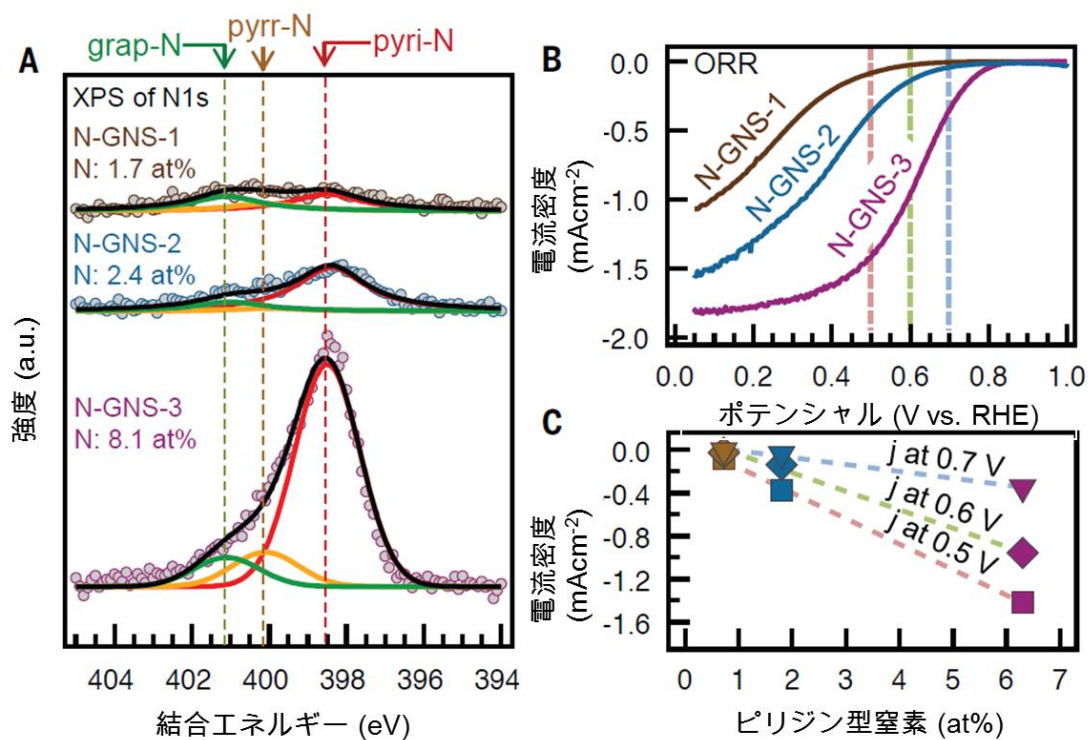 A
grap-N
pyrr-N
pyri-N
XPS of N1s
N-GNS-1
N: 1.7 at%
N-GNS-2
N: 2.4 at%
N-GNS-3
N: 8.1 at%
強度 (a.u.)
404 402 400 398 396 394
結合エネルギー (eV)
B
ORR
N-GNS-1
N-GNS-2
N-GNS-3
0.0
-0.5
-1.0
-1.5
-2.0
電流密度
(mAcm-2)
0.0 0.2 0.4 0.6 0.8 1.0
ポテンシャル (V vs. RHE)
C
0.0
-0.4
-0.8
-1.2
-1.6
電流密度
(mAcm-2)
j at 0.7 V
j at 0.6 V
j at 0.5 V
0 1 2 3 4 5 6 7
ピリジン型窒素 (at%)